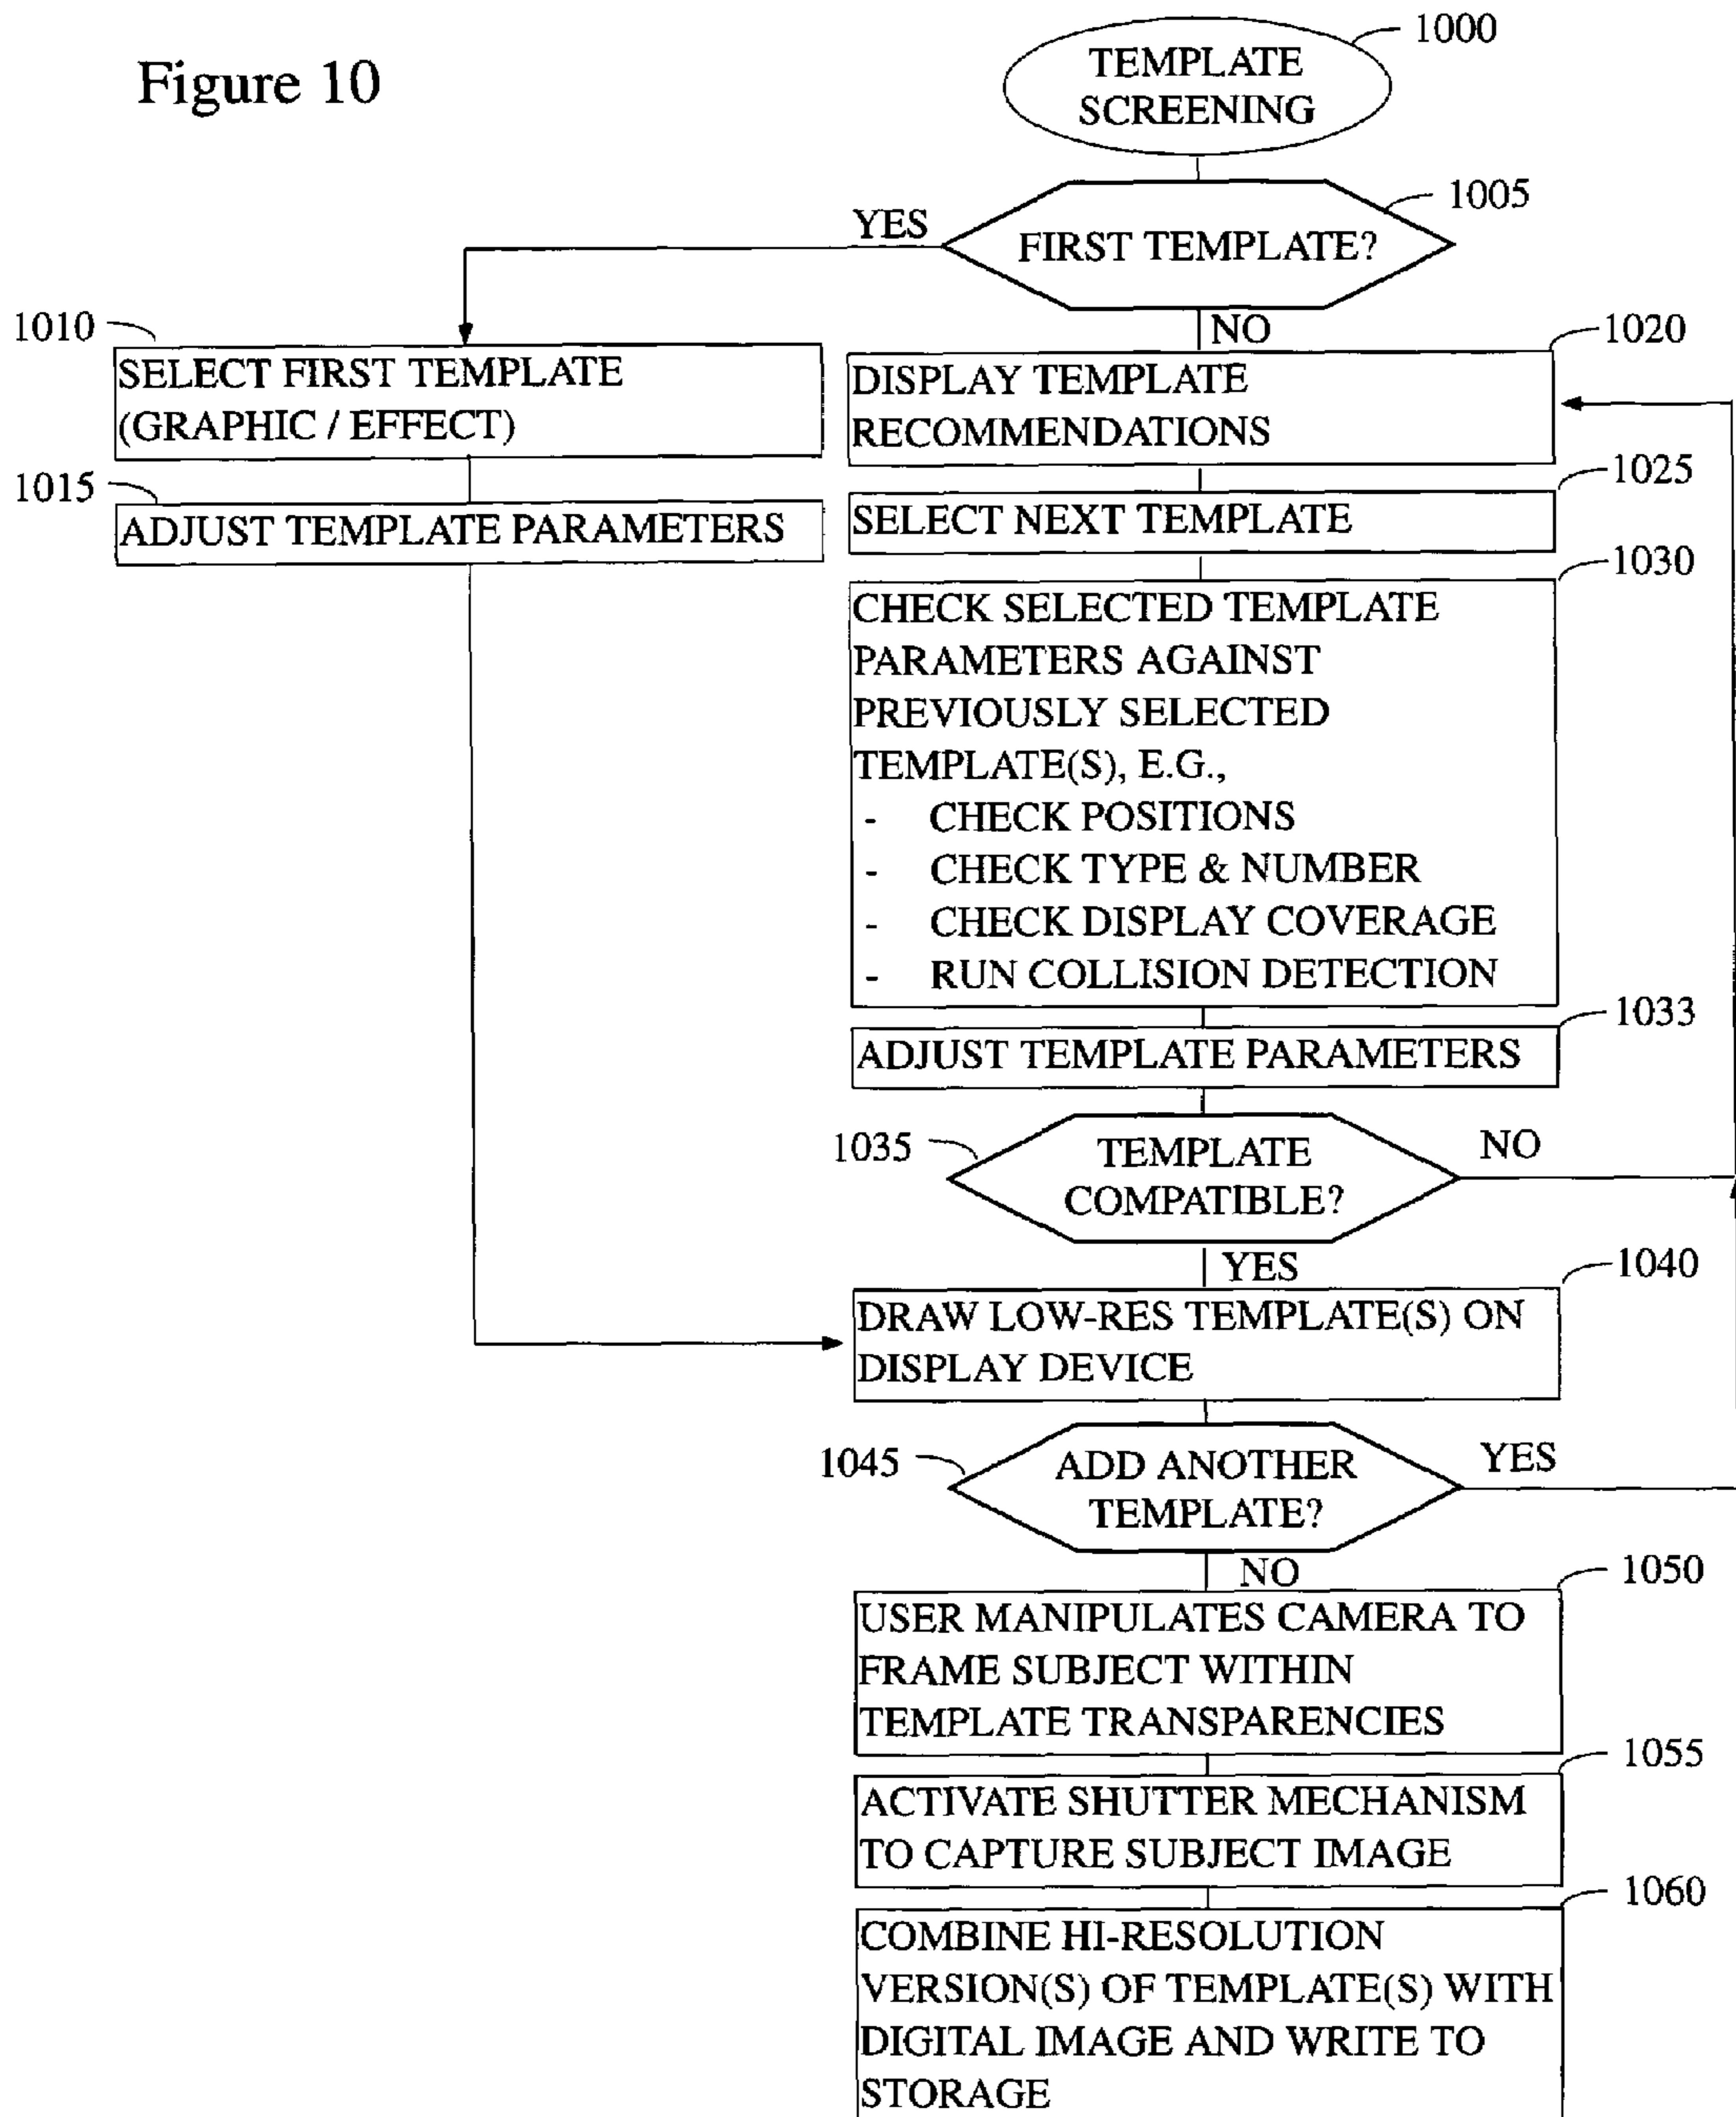 Figure 10
1000
TEMPLATE
SCREENING
1005
YES
FIRST TEMPLATE?
NO
1010
SELECT FIRST TEMPLATE
(GRAPHIC / EFFECT)
1015
ADJUST TEMPLATE PARAMETERS
1020
DISPLAY TEMPLATE
RECOMMENDATIONS
1025
SELECT NEXT TEMPLATE
1030
CHECK SELECTED TEMPLATE
PARAMETERS AGAINST
PREVIOUSLY SELECTED
TEMPLATE(S), E.G.,
- CHECK POSITIONS
- CHECK TYPE & NUMBER
- CHECK DISPLAY COVERAGE
- RUN COLLISION DETECTION
1033
ADJUST TEMPLATE PARAMETERS
1035
TEMPLATE
COMPATIBLE?
NO
YES
1040
DRAW LOW-RES TEMPLATE(S) ON
DISPLAY DEVICE
1045
ADD ANOTHER
TEMPLATE?
YES
NO
1050
USER MANIPULATES CAMERA TO
FRAME SUBJECT WITHIN
TEMPLATE TRANSPARENCIES
1055
ACTIVATE SHUTTER MECHANISM
TO CAPTURE SUBJECT IMAGE
1060
COMBINE HI-RESOLUTION
VERSION(S) OF TEMPLATE(S) WITH
DIGITAL IMAGE AND WRITE TO
STORAGE